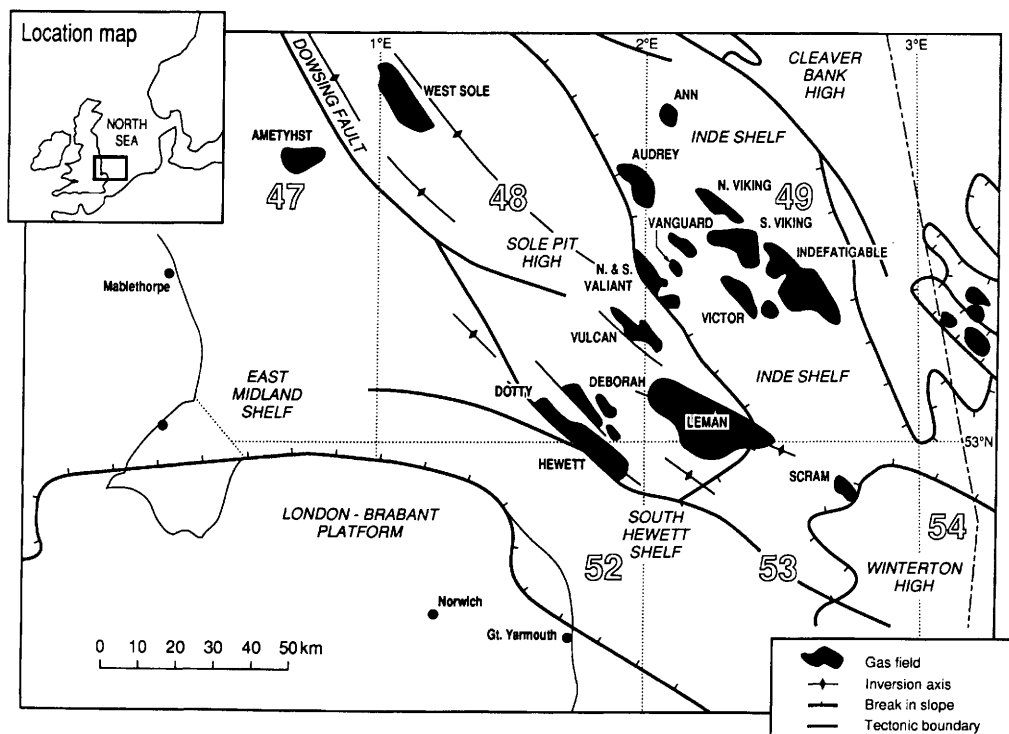 Location map
NORTH
SEA
1°E
2°E
3°E
DOWSING FAULT
WEST SOLE
AMETYHST
47
48
ANN
CLEAVER
BANK
HIGH
INDE SHELF
AUDREY
N. VIKING
49
S. VIKING
VANGUARD
INDEFATIGABLE
SOLE PIT
HIGH
N. & S.
VALIANT
VICTOR
VULCAN
Mablethorpe
EAST
MIDLAND
SHELF
DOTTY
DEBORAH
INDE SHELF
LEMAN
53°N
HEWETT
SCRAM
LONDON - BRABANT
PLATFORM
SOUTH
HEWETT
SHELF
52
53
54
WINTERTON
HIGH
Norwich
Gt. Yarmouth
0 10 20 30 40 50 km
Gas field
Inversion axis
Break in slope
Tectonic boundary